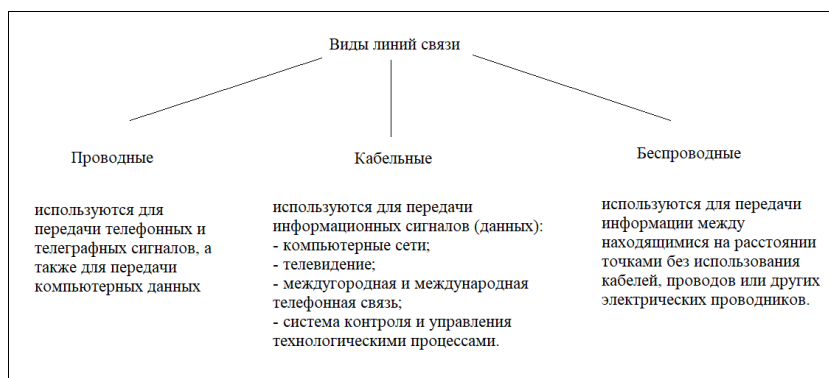 Виды линий связи
Проводные
используются для
передачи телефонных и
телеграфных сигналов, а
также для передачи
компьютерных данных
Кабельные
используются для передачи
информационных сигналов (данных):
- компьютерные сети;
- телевидение;
- междугородная и международная
телефонная связь;
- система контроля и управления
технологическими процессами.
Беспроводные
используются для передачи
информации между
находящимися на расстоянии
точками без использования
кабелей, проводов или других
электрических проводников.